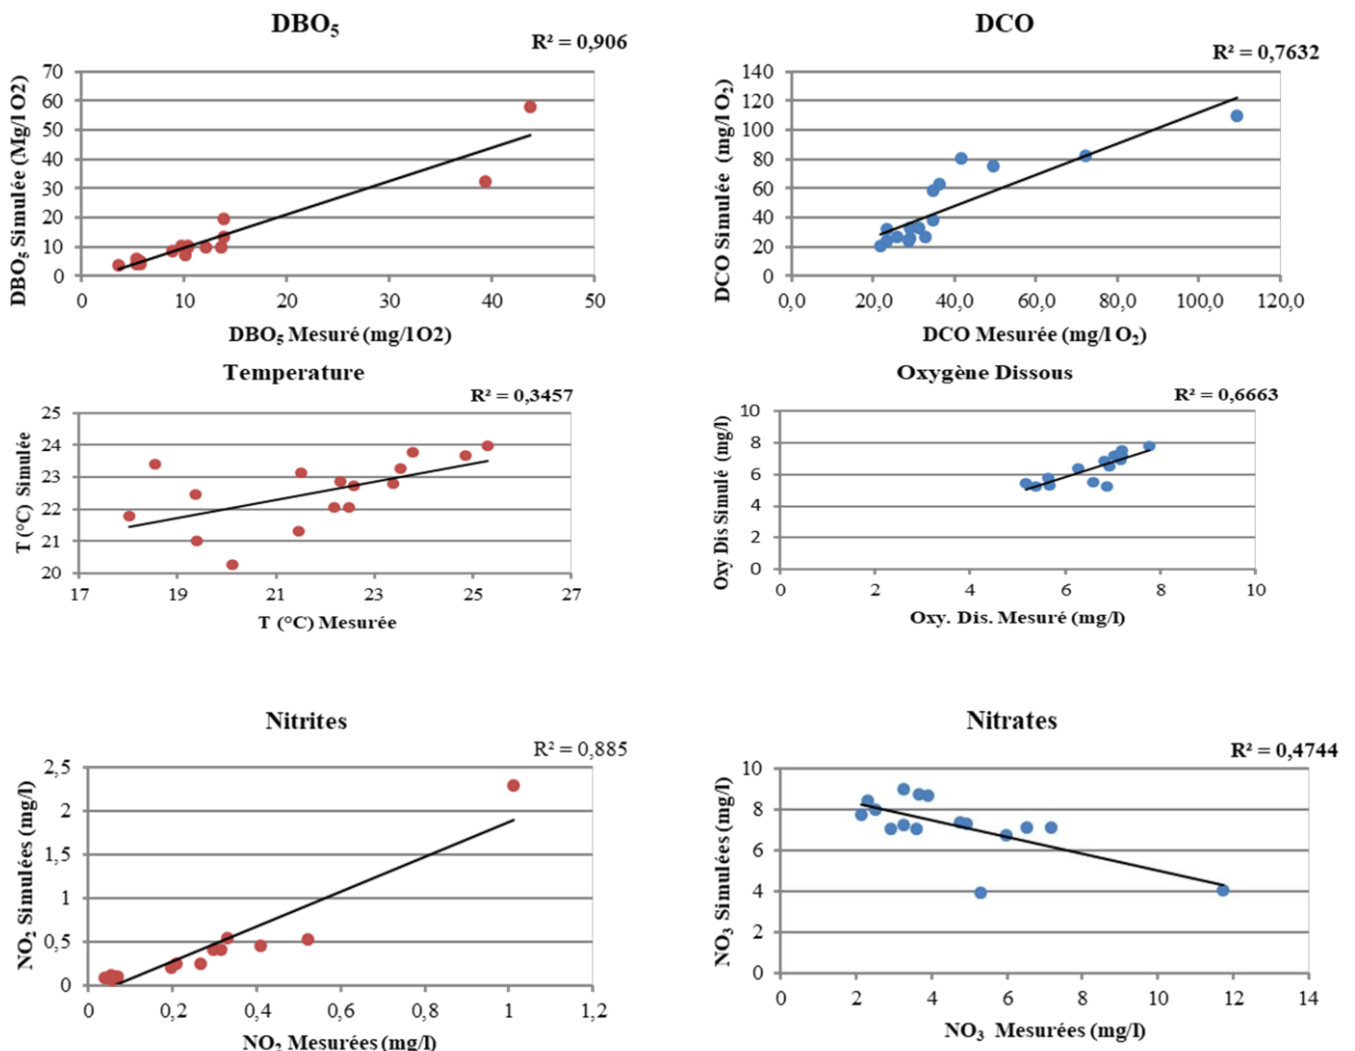 DBO5
R² = 0,906
DBO5 Simulée (Mg/l O2)
70
60
50
40
30
20
10
0
0 10 20 30 40 50
DBO5 Mesuré (mg/l O2)
DCO
R² = 0,7632
DCO Simulée (mg/l O2)
140
120
100
80
60
40
20
0
0,0 20,0 40,0 60,0 80,0 100,0 120,0
DCO Mesurée (mg/l O2)
Temperature
R² = 0,3457
T (°C) Simulée
25
24
23
22
21
20
17 19 21 23 25 27
T (°C) Mesurée
Oxygène Dissous
R² = 0,6663
Oxy Dis Simulé (mg/l)
10
8
6
4
2
0
0 2 4 6 8 10
Oxy. Dis. Mesuré (mg/l)
Nitrites
R² = 0,885
NO2 Simulées (mg/l)
2,5
2
1,5
1
0,5
0
0 0,2 0,4 0,6 0,8 1 1,2
NO2 Mesurées (mg/l)
Nitrates
R² = 0,4744
NO3 Simulées (mg/l)
10
8
6
4
2
0
0 2 4 6 8 10 12 14
NO3 Mesurées (mg/l)